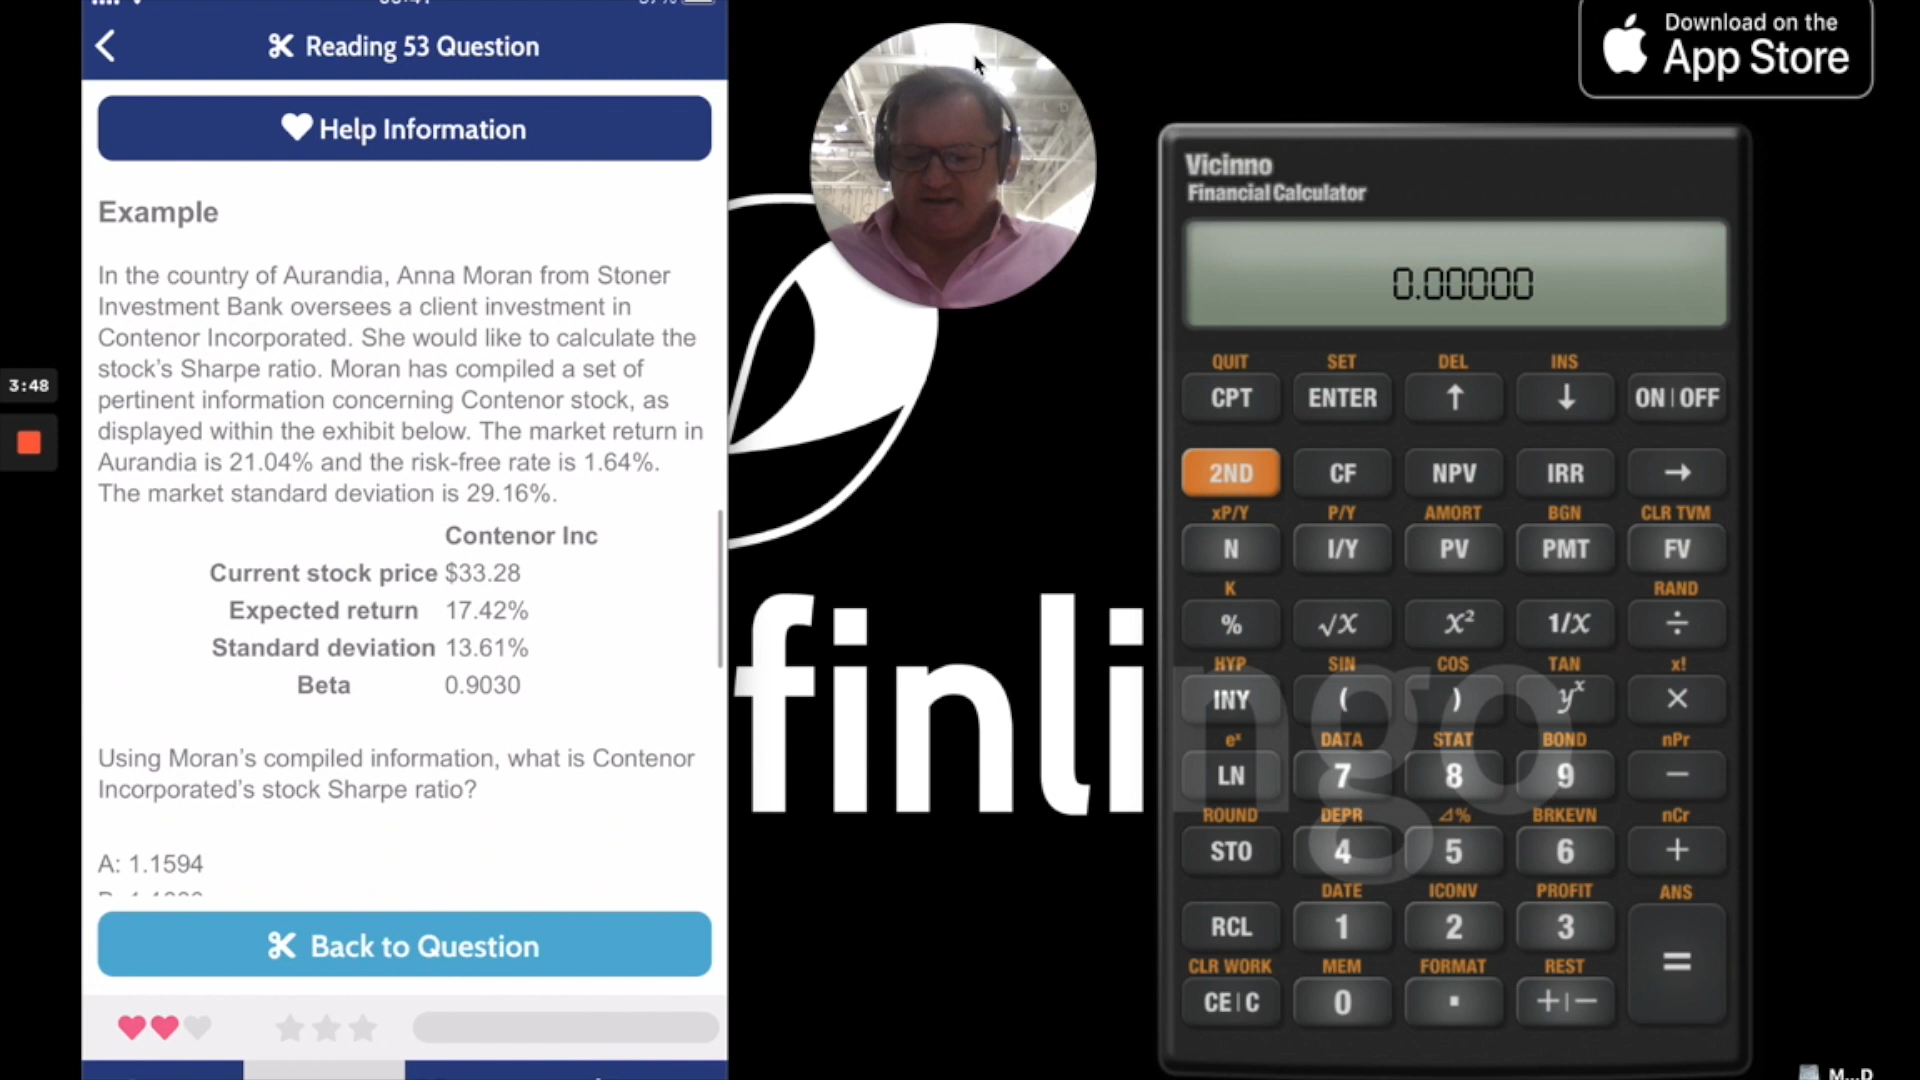 Reading 53 Question
Help Information
Example
In the country of Aurandia, Anna Moran from Stoner
Investment Bank oversees a client investment in
Contenor Incorporated. She would like to calculate the
stock's Sharpe ratio. Moran has compiled a set of
pertinent information concerning Contenor stock, as
displayed within the exhibit below. The market return in
Aurandia is 21.04% and the risk-free rate is 1.64%.
The market standard deviation is 29.16%.
Contenor Inc
Current stock price $33.28
Expected return 17.42%
Standard deviation 13.61%
Beta 0.9030
Using Moran's compiled information, what is Contenor
Incorporated's stock Sharpe ratio?
A: 1.1594
Back to Question
3:48
finlingo
Download on the
App Store
Vicinno
Financial Calculator
0.00000
QUIT SET DEL INS
CPT ENTER ↑ ↓ ON|OFF
2ND CF NPV IRR →
xP/Y P/Y AMORT BGN CLR TVM
N I/Y PV PMT FV
K RAND
% √x x² 1/x ÷
HYP SIN COS TAN x!
INY ( ) yˣ ×
eˣ DATA STAT BOND nPr
LN 7 8 9 −
ROUND DEPR ⊿% BRKEVN nCr
STO 4 5 6 +
DATE ICONV PROFIT ANS
RCL 1 2 3 =
CLR WORK MEM FORMAT REST
CE|C 0 . +|−